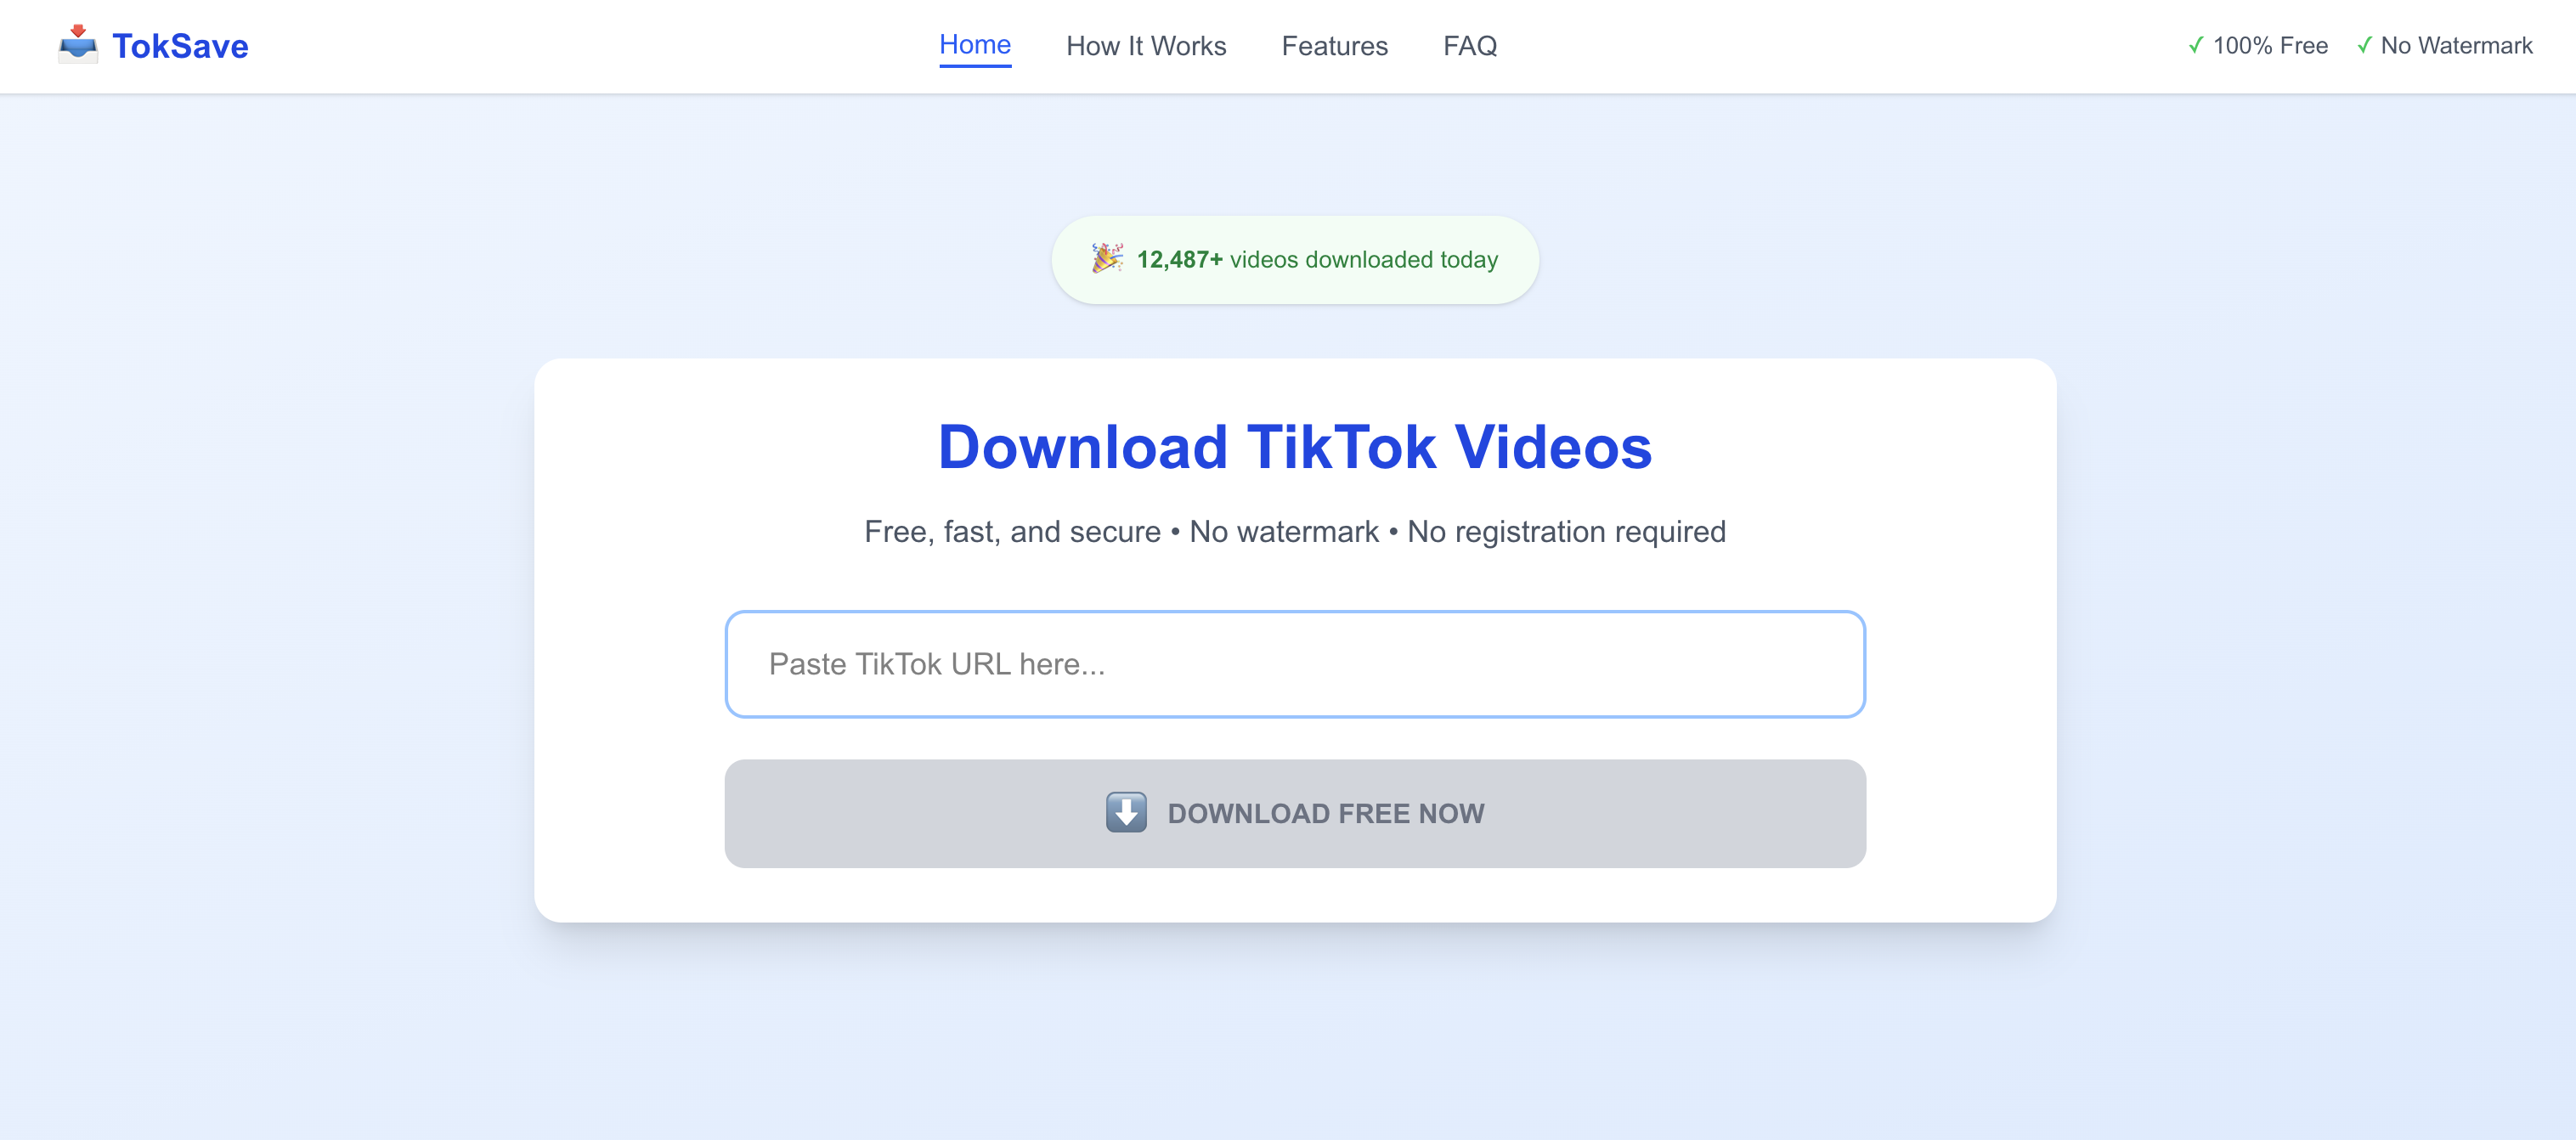 TokSave
Home
How It Works
Features
FAQ
✓ 100% Free
✓ No Watermark
12,487+ videos downloaded today
Download TikTok Videos
Free, fast, and secure • No watermark • No registration required
Paste TikTok URL here...
DOWNLOAD FREE NOW